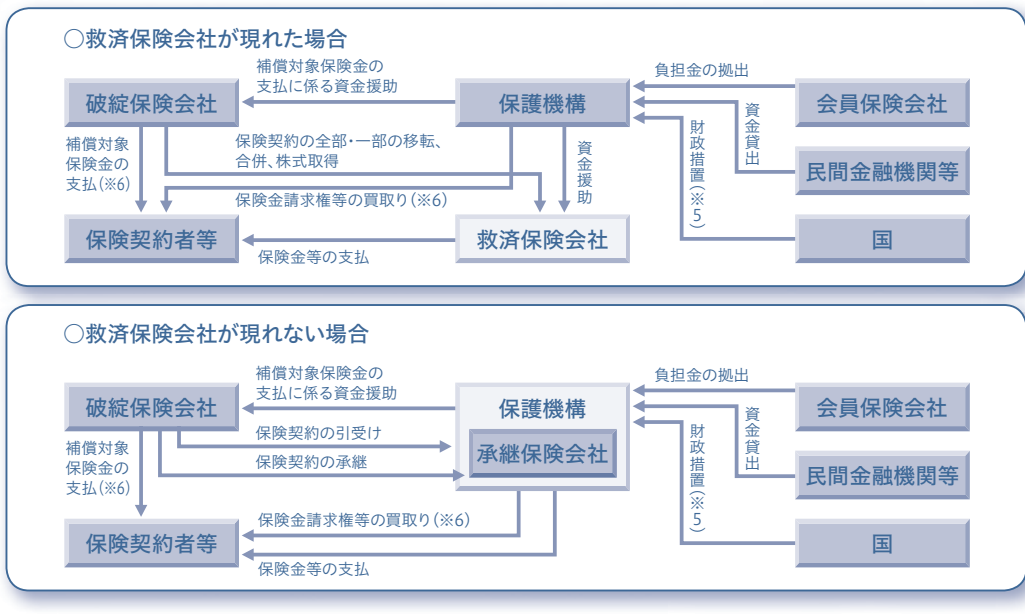 ○救済保険会社が現れた場合
補償対象保険金の
支払に係る資金援助
負担金の拠出
破綻保険会社
保護機構
会員保険会社
補償対象
保険金の
支払(※6)
保険契約の全部・一部の移転、
合併、株式取得
資金援助
財政措置(※5)
資金貸出
民間金融機関等
保険金請求権等の買取り(※6)
保険契約者等
救済保険会社
国
保険金等の支払
○救済保険会社が現れない場合
補償対象保険金の
支払に係る資金援助
負担金の拠出
破綻保険会社
保護機構
会員保険会社
補償対象
保険金の
支払(※6)
保険契約の引受け
保険契約の承継
承継保険会社
財政措置(※5)
資金貸出
民間金融機関等
保険金請求権等の買取り(※6)
保険契約者等
国
保険金等の支払